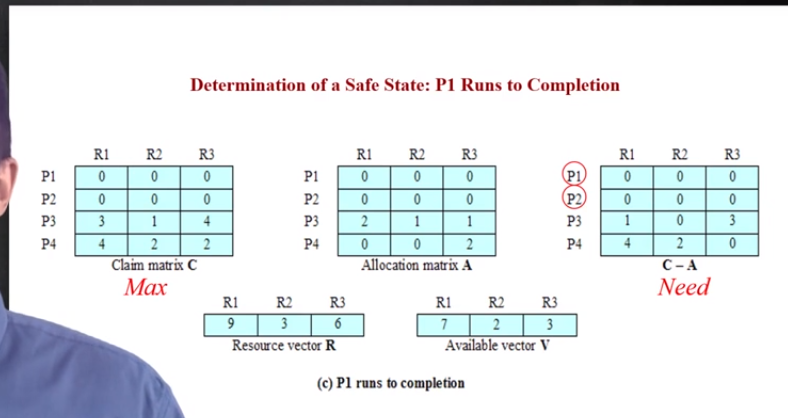 Determination of a Safe State: P1 Runs to Completion
R1 R2 R3
P1 0 0 0
P2 0 0 0
P3 3 1 4
P4 4 2 2
Claim matrix C
Max
R1 R2 R3
P1 0 0 0
P2 0 0 0
P3 2 1 1
P4 0 0 2
Allocation matrix A
R1 R2 R3
P1 0 0 0
P2 0 0 0
P3 1 0 3
P4 4 2 0
C – A
Need
R1 R2 R3
9 3 6
Resource vector R
R1 R2 R3
7 2 3
Available vector V
(c) P1 runs to completion